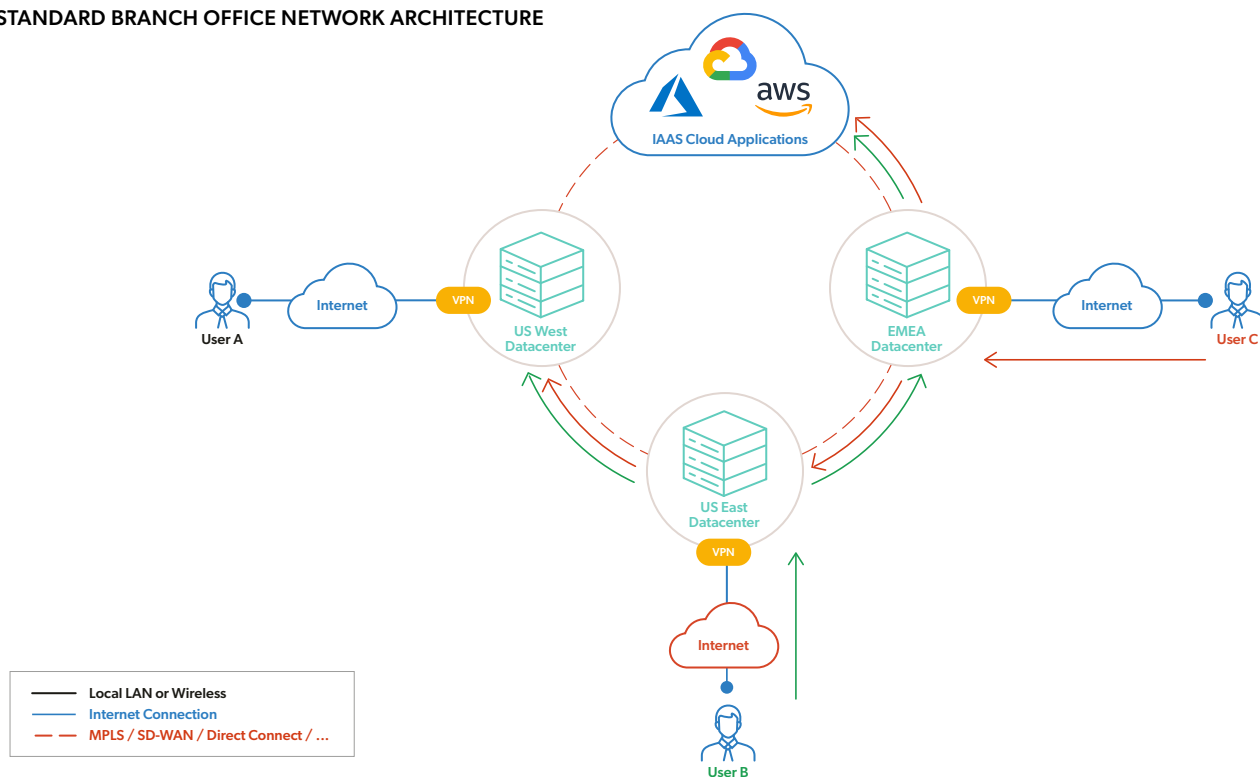 STANDARD BRANCH OFFICE NETWORK ARCHITECTURE
aws
IAAS Cloud Applications
User A
Internet
VPN
US West
Datacenter
EMEA
Datacenter
VPN
Internet
User C
US East
Datacenter
VPN
Internet
User B
Local LAN or Wireless
Internet Connection
MPLS / SD-WAN / Direct Connect / ...